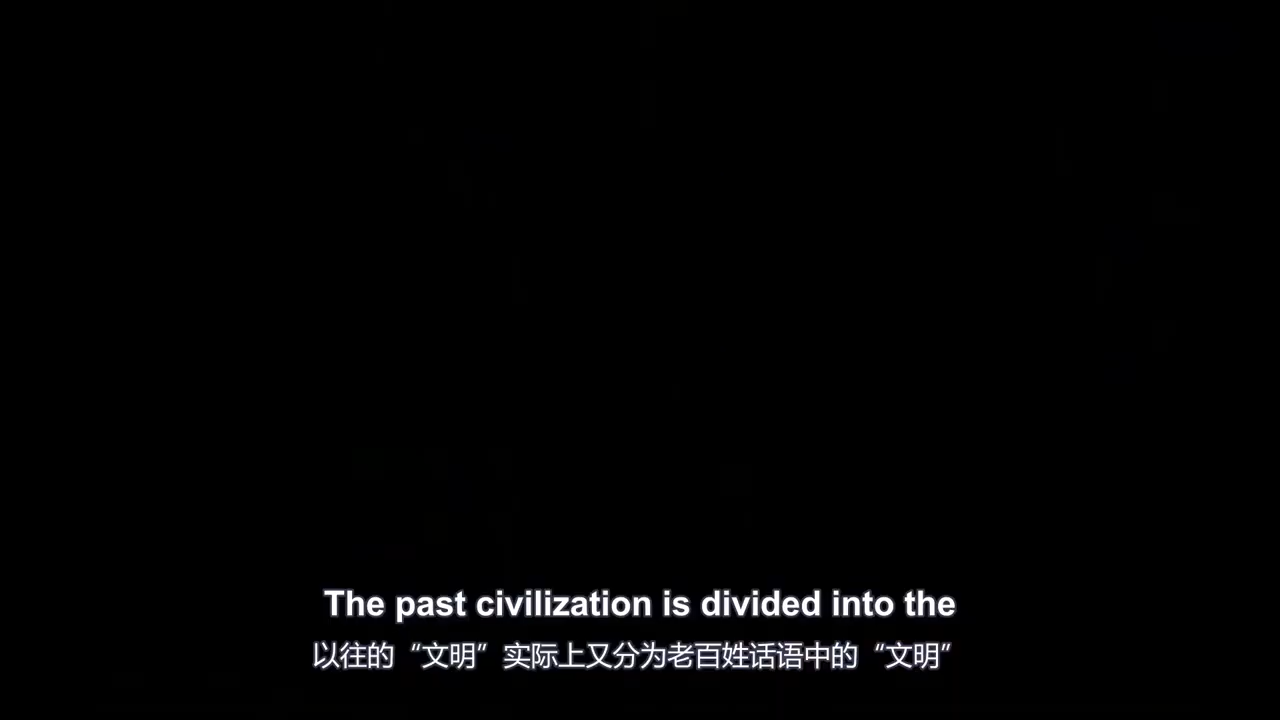 The past civilization is divided into the
以往的“文明”实际上又分为老百姓话语中的“文明”